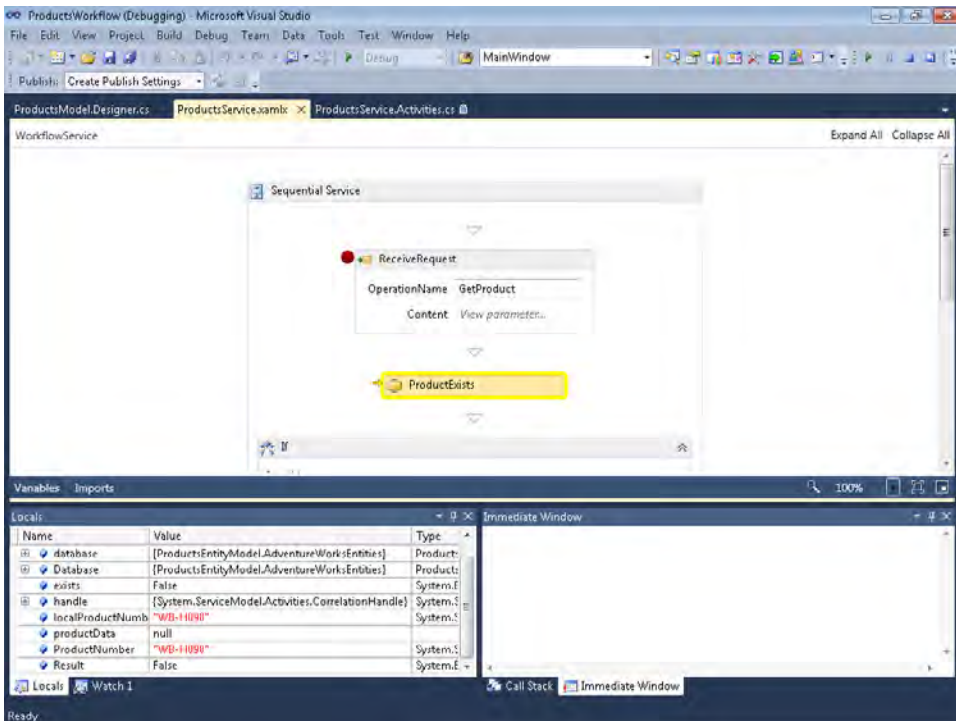 ProductsWorkflow (Debugging) - Microsoft Visual Studio
File Edit View Project Build Debug Team Data Tools Test Window Help
Debug MainWindow
Publish: Create Publish Settings
ProductsModel.Designer.cs ProductsService.xamlx ProductsService.Activities.cs
WorkflowService Expand All Collapse All
Sequential Service
ReceiveRequest
OperationName GetProduct
Content View parameter...
ProductExists
If
Variables Imports 100%
Locals Immediate Window
Name Value Type
database {ProductsEntityModel.AdventureWorksEntities} Product:
Database {ProductsEntityModel.AdventureWorksEntities} Product:
exists False
handle {System.ServiceModel.Activities.CorrelationHandle}
localProductNumb "WB-H098"
productData null
ProductNumber "WB-H098"
Result False
Locals Watch 1 Call Stack Immediate Window
Ready